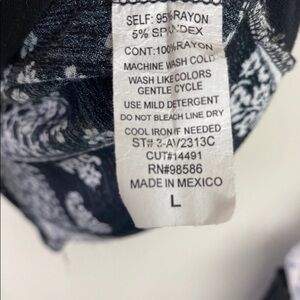 SELF: 95%RAYON
5% SPANDEX
CONT:100%RAYON
MACHINE WASH COLD
WASH LIKE COLORS
GENTLE CYCLE
USE MILD DETERGENT
DO NOT BLEACH LINE DRY
COOL IRON IF NEEDED
ST# 3-AV2313C
CUT#14491
RN#98586
MADE IN MEXICO
L